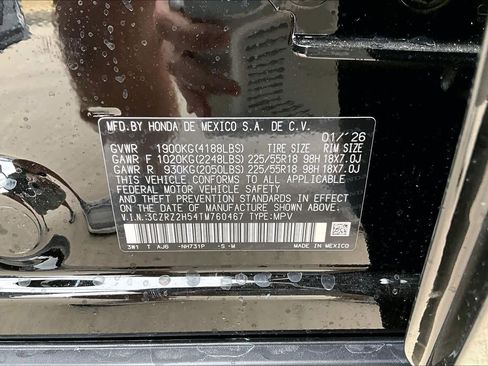 MFD.BY HONDA DE MEXICO S.A. DE C.V. 01/'26
GVWR 1900KG(4188LBS) TIRE SIZE RIM SIZE
GAWR F 1020KG(2248LBS) 225/55R18 98H 18X7.0J
GAWR R 930KG(2050LBS) 225/55R18 98H 18X7.0J
THIS VEHICLE CONFORMS TO ALL APPLICABLE
FEDERAL MOTOR VEHICLE SAFETY
AND THEFT PREVENTION STANDARDS IN EFFECT ON
THE DATE OF MANUFACTURE SHOWN ABOVE.
V.I.N.:3CZRZ2H54TM760467 TYPE:MPV
3W1 T AJ6 -NH731P -S -M MADE IN MEXICO